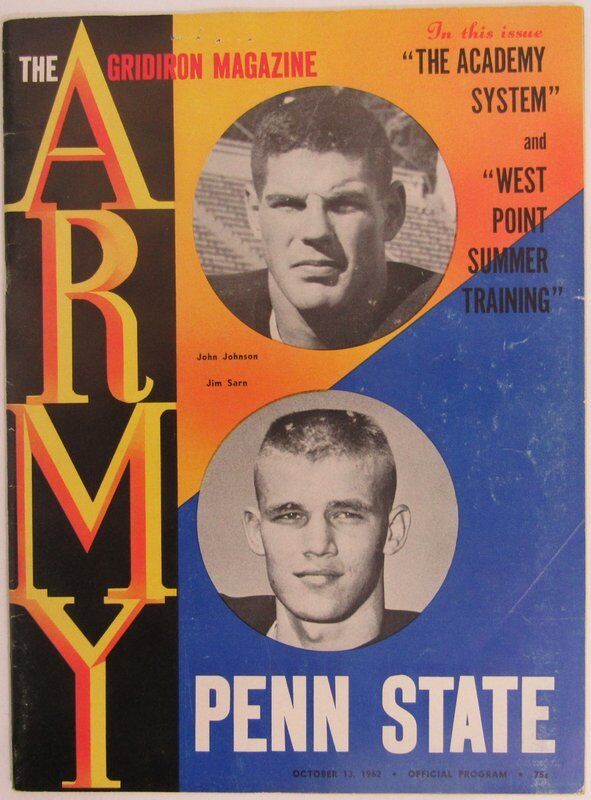 THE ARMY GRIDIRON MAGAZINE
In this issue
"THE ACADEMY
SYSTEM"
and
"WEST
POINT
SUMMER
TRAINING"
John Johnson
Jim Sarn
PENN STATE
OCTOBER 13, 1962 • OFFICIAL PROGRAM • 75¢